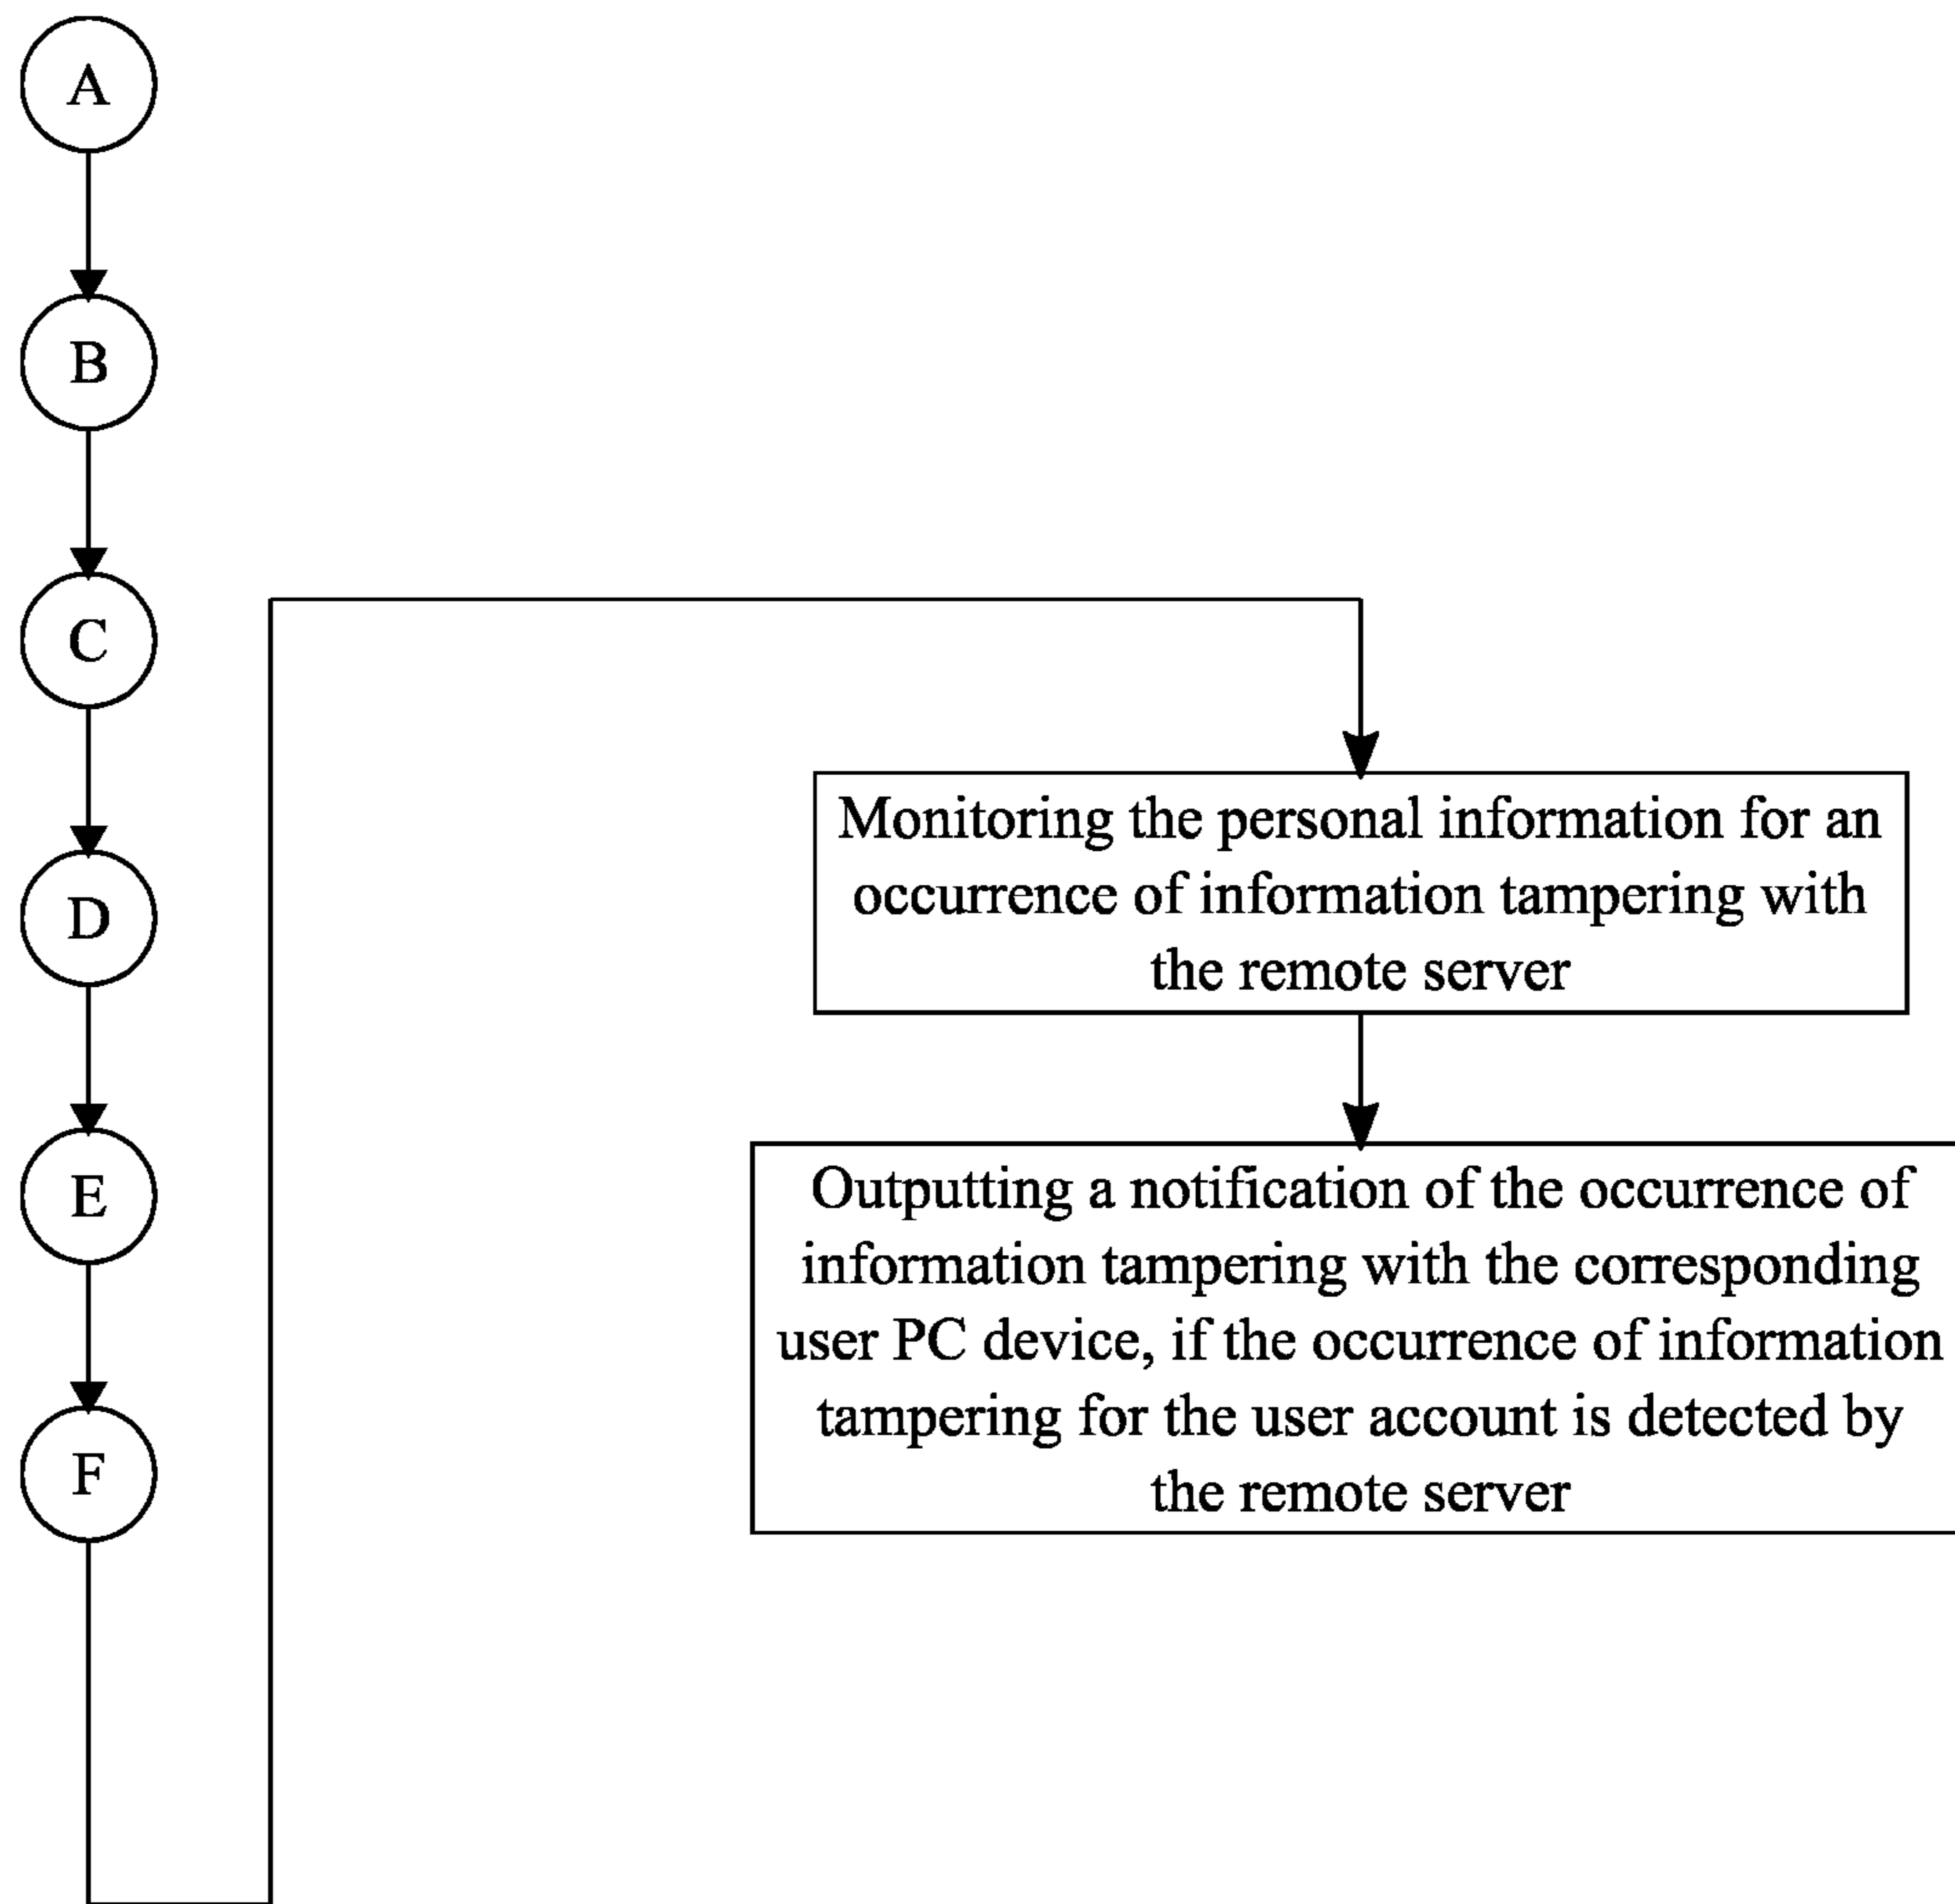 A
B
C
D
E
F
Monitoring the personal information for an
occurrence of information tampering with
the remote server
Outputting a notification of the occurrence of
information tampering with the corresponding
user PC device, if the occurrence of information
tampering for the user account is detected by
the remote server